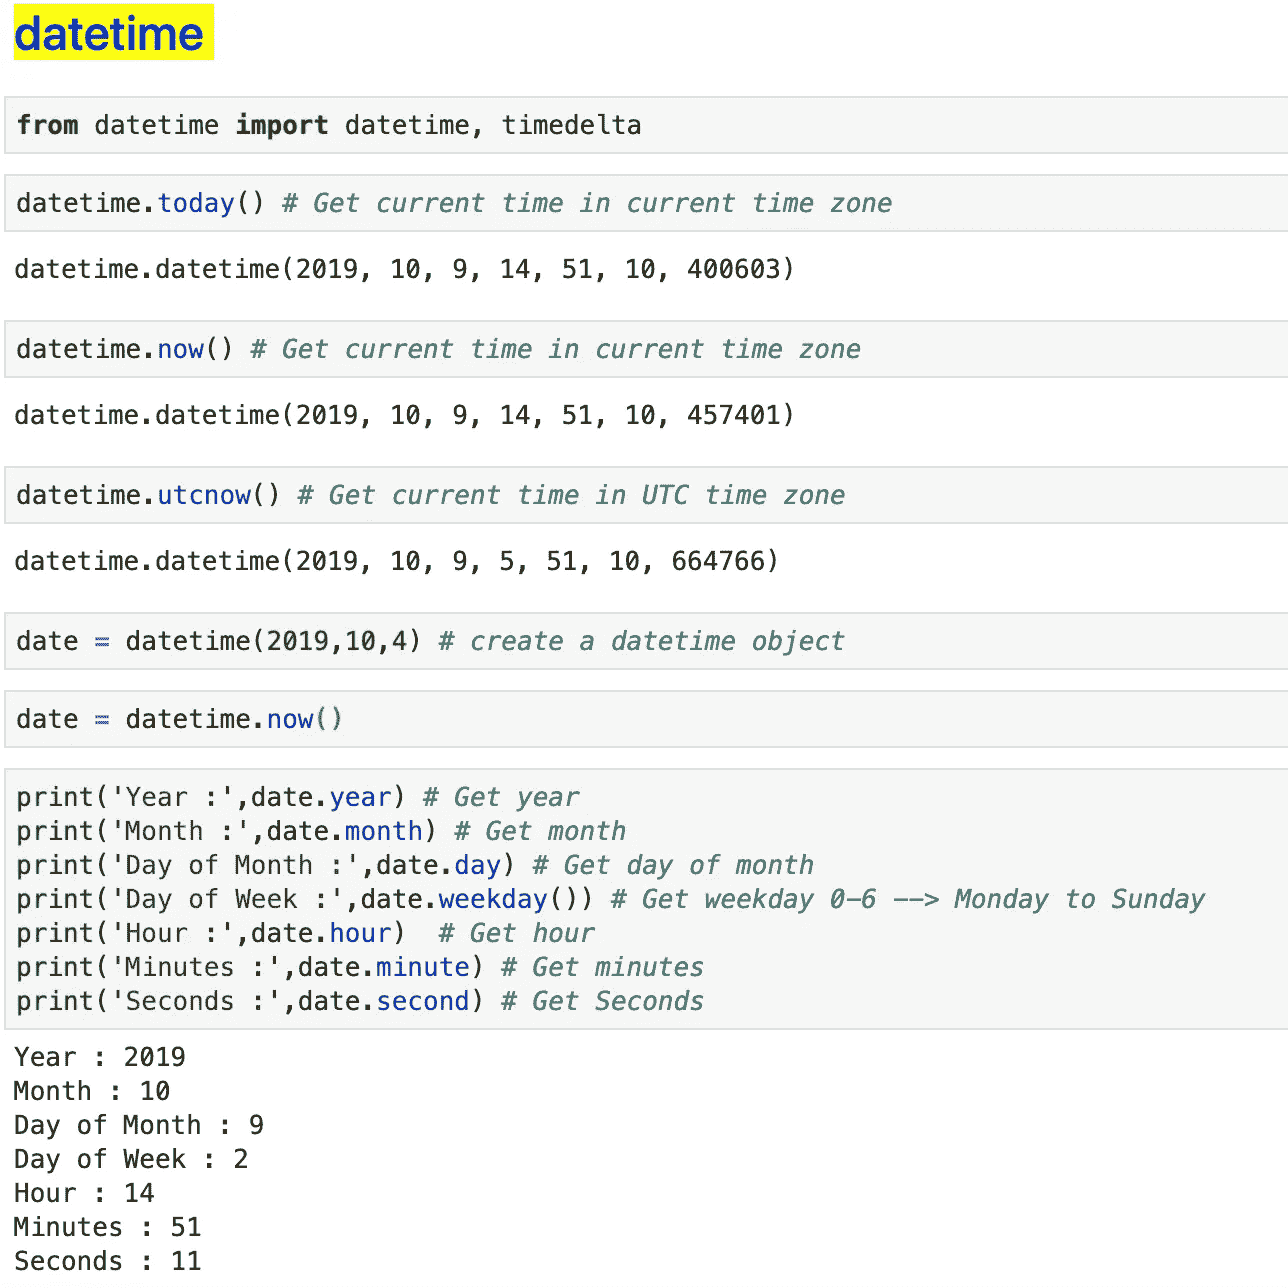 datetime
from datetime import datetime, timedelta
datetime.today() # Get current time in current time zone
datetime.datetime(2019, 10, 9, 14, 51, 10, 400603)
datetime.now() # Get current time in current time zone
datetime.datetime(2019, 10, 9, 14, 51, 10, 457401)
datetime.utcnow() # Get current time in UTC time zone
datetime.datetime(2019, 10, 9, 5, 51, 10, 664766)
date = datetime(2019,10,4) # create a datetime object
date = datetime.now()
print('Year :',date.year) # Get year
print('Month :',date.month) # Get month
print('Day of Month :',date.day) # Get day of month
print('Day of Week :',date.weekday()) # Get weekday 0-6 --> Monday to Sunday
print('Hour :',date.hour)  # Get hour
print('Minutes :',date.minute) # Get minutes
print('Seconds :',date.second) # Get Seconds
Year : 2019
Month : 10
Day of Month : 9
Day of Week : 2
Hour : 14
Minutes : 51
Seconds : 11